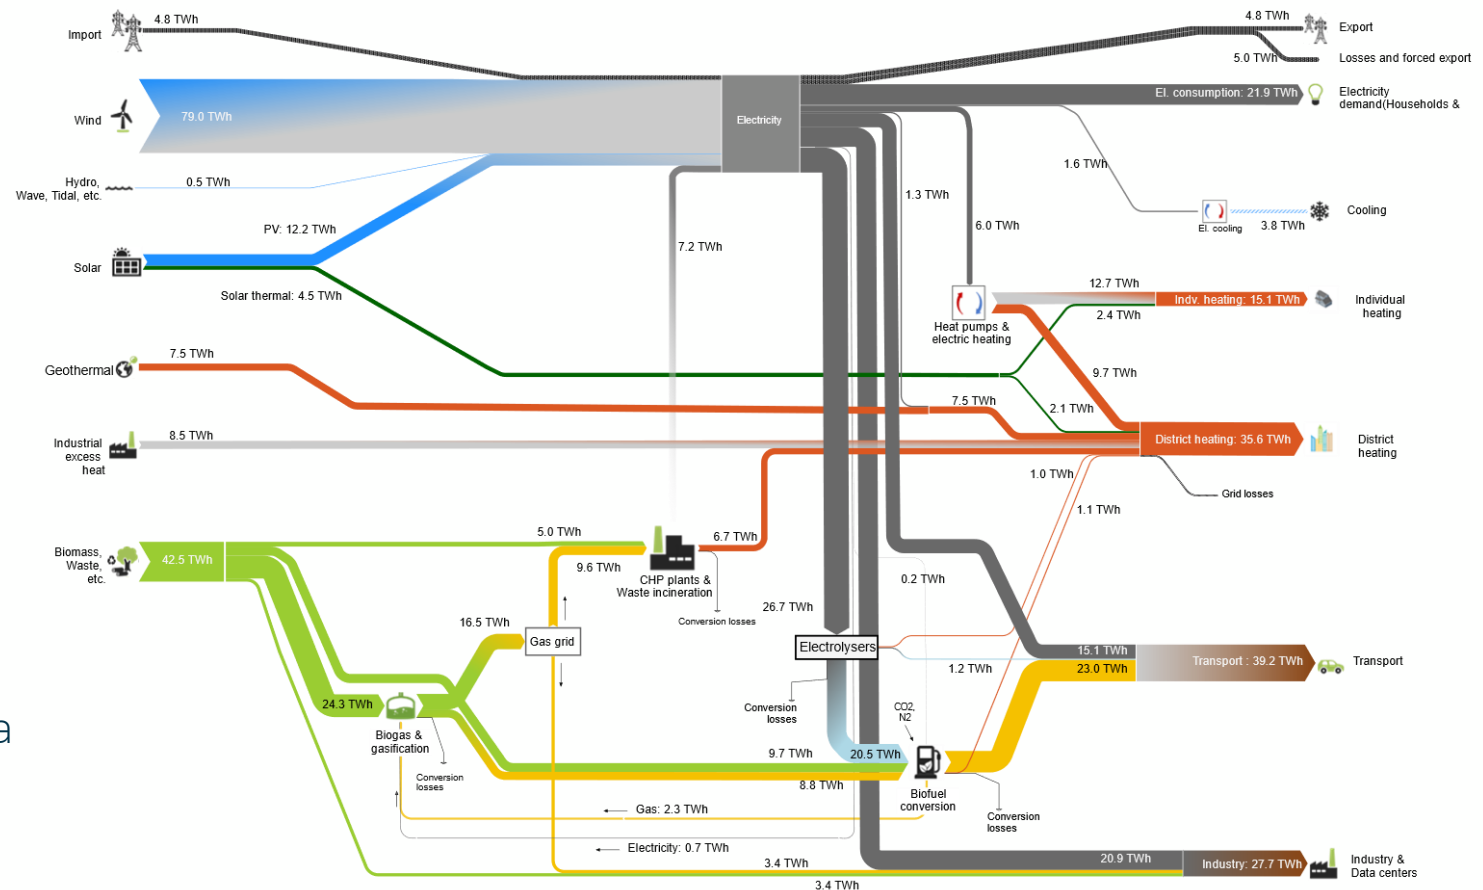 4.8 TWh
Import
79.0 TWh
Wind
Hydro,
Wave, Tidal, etc.
0.5 TWh
PV: 12.2 TWh
Solar
Solar thermal: 4.5 TWh
7.5 TWh
Geothermal
8.5 TWh
Industrial
excess
heat
Biomass,
Waste,
etc.
42.5 TWh
5.0 TWh
9.6 TWh
16.5 TWh
Gas grid
24.3 TWh
Biogas &
gasification
Conversion
losses
a
Electricity
7.2 TWh
6.7 TWh
CHP plants &
Waste incineration
Conversion losses
26.7 TWh
Electrolysers
Conversion
losses
1.2 TWh
20.5 TWh
9.7 TWh
8.8 TWh
CO2,
N2
Biofuel
conversion
Conversion
losses
Gas: 2.3 TWh
Electricity: 0.7 TWh
3.4 TWh
3.4 TWh
4.8 TWh
Export
5.0 TWh
Losses and forced export
El. consumption: 21.9 TWh
Electricity
demand(Households &
1.6 TWh
1.3 TWh
6.0 TWh
El. cooling
3.8 TWh
Cooling
Heat pumps &
electric heating
12.7 TWh
Indv. heating: 15.1 TWh
2.4 TWh
Individual
heating
9.7 TWh
7.5 TWh
2.1 TWh
District heating: 35.6 TWh
District
heating
1.0 TWh
1.1 TWh
Grid losses
0.2 TWh
15.1 TWh
23.0 TWh
Transport : 39.2 TWh
Transport
20.9 TWh
Industry: 27.7 TWh
Industry &
Data centers